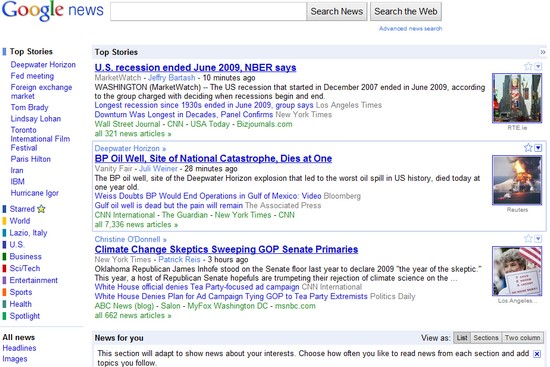 Google news
Search News
Search the Web
Advanced news search
Top Stories
Deepwater Horizon
Fed meeting
Foreign exchange
market
Tom Brady
Lindsay Lohan
Toronto
International Film
Festival
Paris Hilton
Iran
IBM
Hurricane Igor
Starred
World
Lazio, Italy
U.S.
Business
Sci/Tech
Entertainment
Sports
Health
Spotlight
All news
Headlines
Images
Top Stories »
U.S. recession ended June 2009, NBER says
MarketWatch - Jeffry Bartash - 10 minutes ago
WASHINGTON (MarketWatch) -- The US recession that started in December 2007 ended in June 2009, according
to the group charged with deciding when recessions begin and end.
Longest recession since 1930s ended in June 2009, group says Los Angeles Times
Downturn Was Longest in Decades, Panel Confirms New York Times
Wall Street Journal - CNN - USA Today - Bizjournals.com
all 321 news articles »
RTE.ie
Deepwater Horizon »
BP Oil Well, Site of National Catastrophe, Dies at One
Vanity Fair - Juli Weiner - 28 minutes ago
The BP oil well, site of the Deepwater Horizon explosion that led to the worst oil spill in US history, died today at
one year old.
Weiss Doubts BP Would End Operations in Gulf of Mexico: Video Bloomberg
Gulf oil well is dead but the pain will remain The Associated Press
CNN International - The Guardian - New York Times - CNN
all 7,336 news articles »
Reuters
Christine O'Donnell »
Climate Change Skeptics Sweeping GOP Senate Primaries
New York Times - Patrick Reis - 3 hours ago
Oklahoma Republican James Inhofe stood on the Senate floor last year to declare 2009 "the year of the skeptic."
This year, a host of Republican Senate hopefuls are trumpeting their rejection of climate science on the ...
White House official denies Tea Party-focused ad campaign CNN International
White House Denies Plan for Ad Campaign Tying GOP to Tea Party Extremists Politics Daily
ABC News (blog) - Salon - MyFox Washington DC - msnbc.com
all 662 news articles »
Los Angeles...
News for you
View as: List Sections Two column
This section will adapt to show news about your interests. Choose how often you like to read news from each section and add
topics you follow.